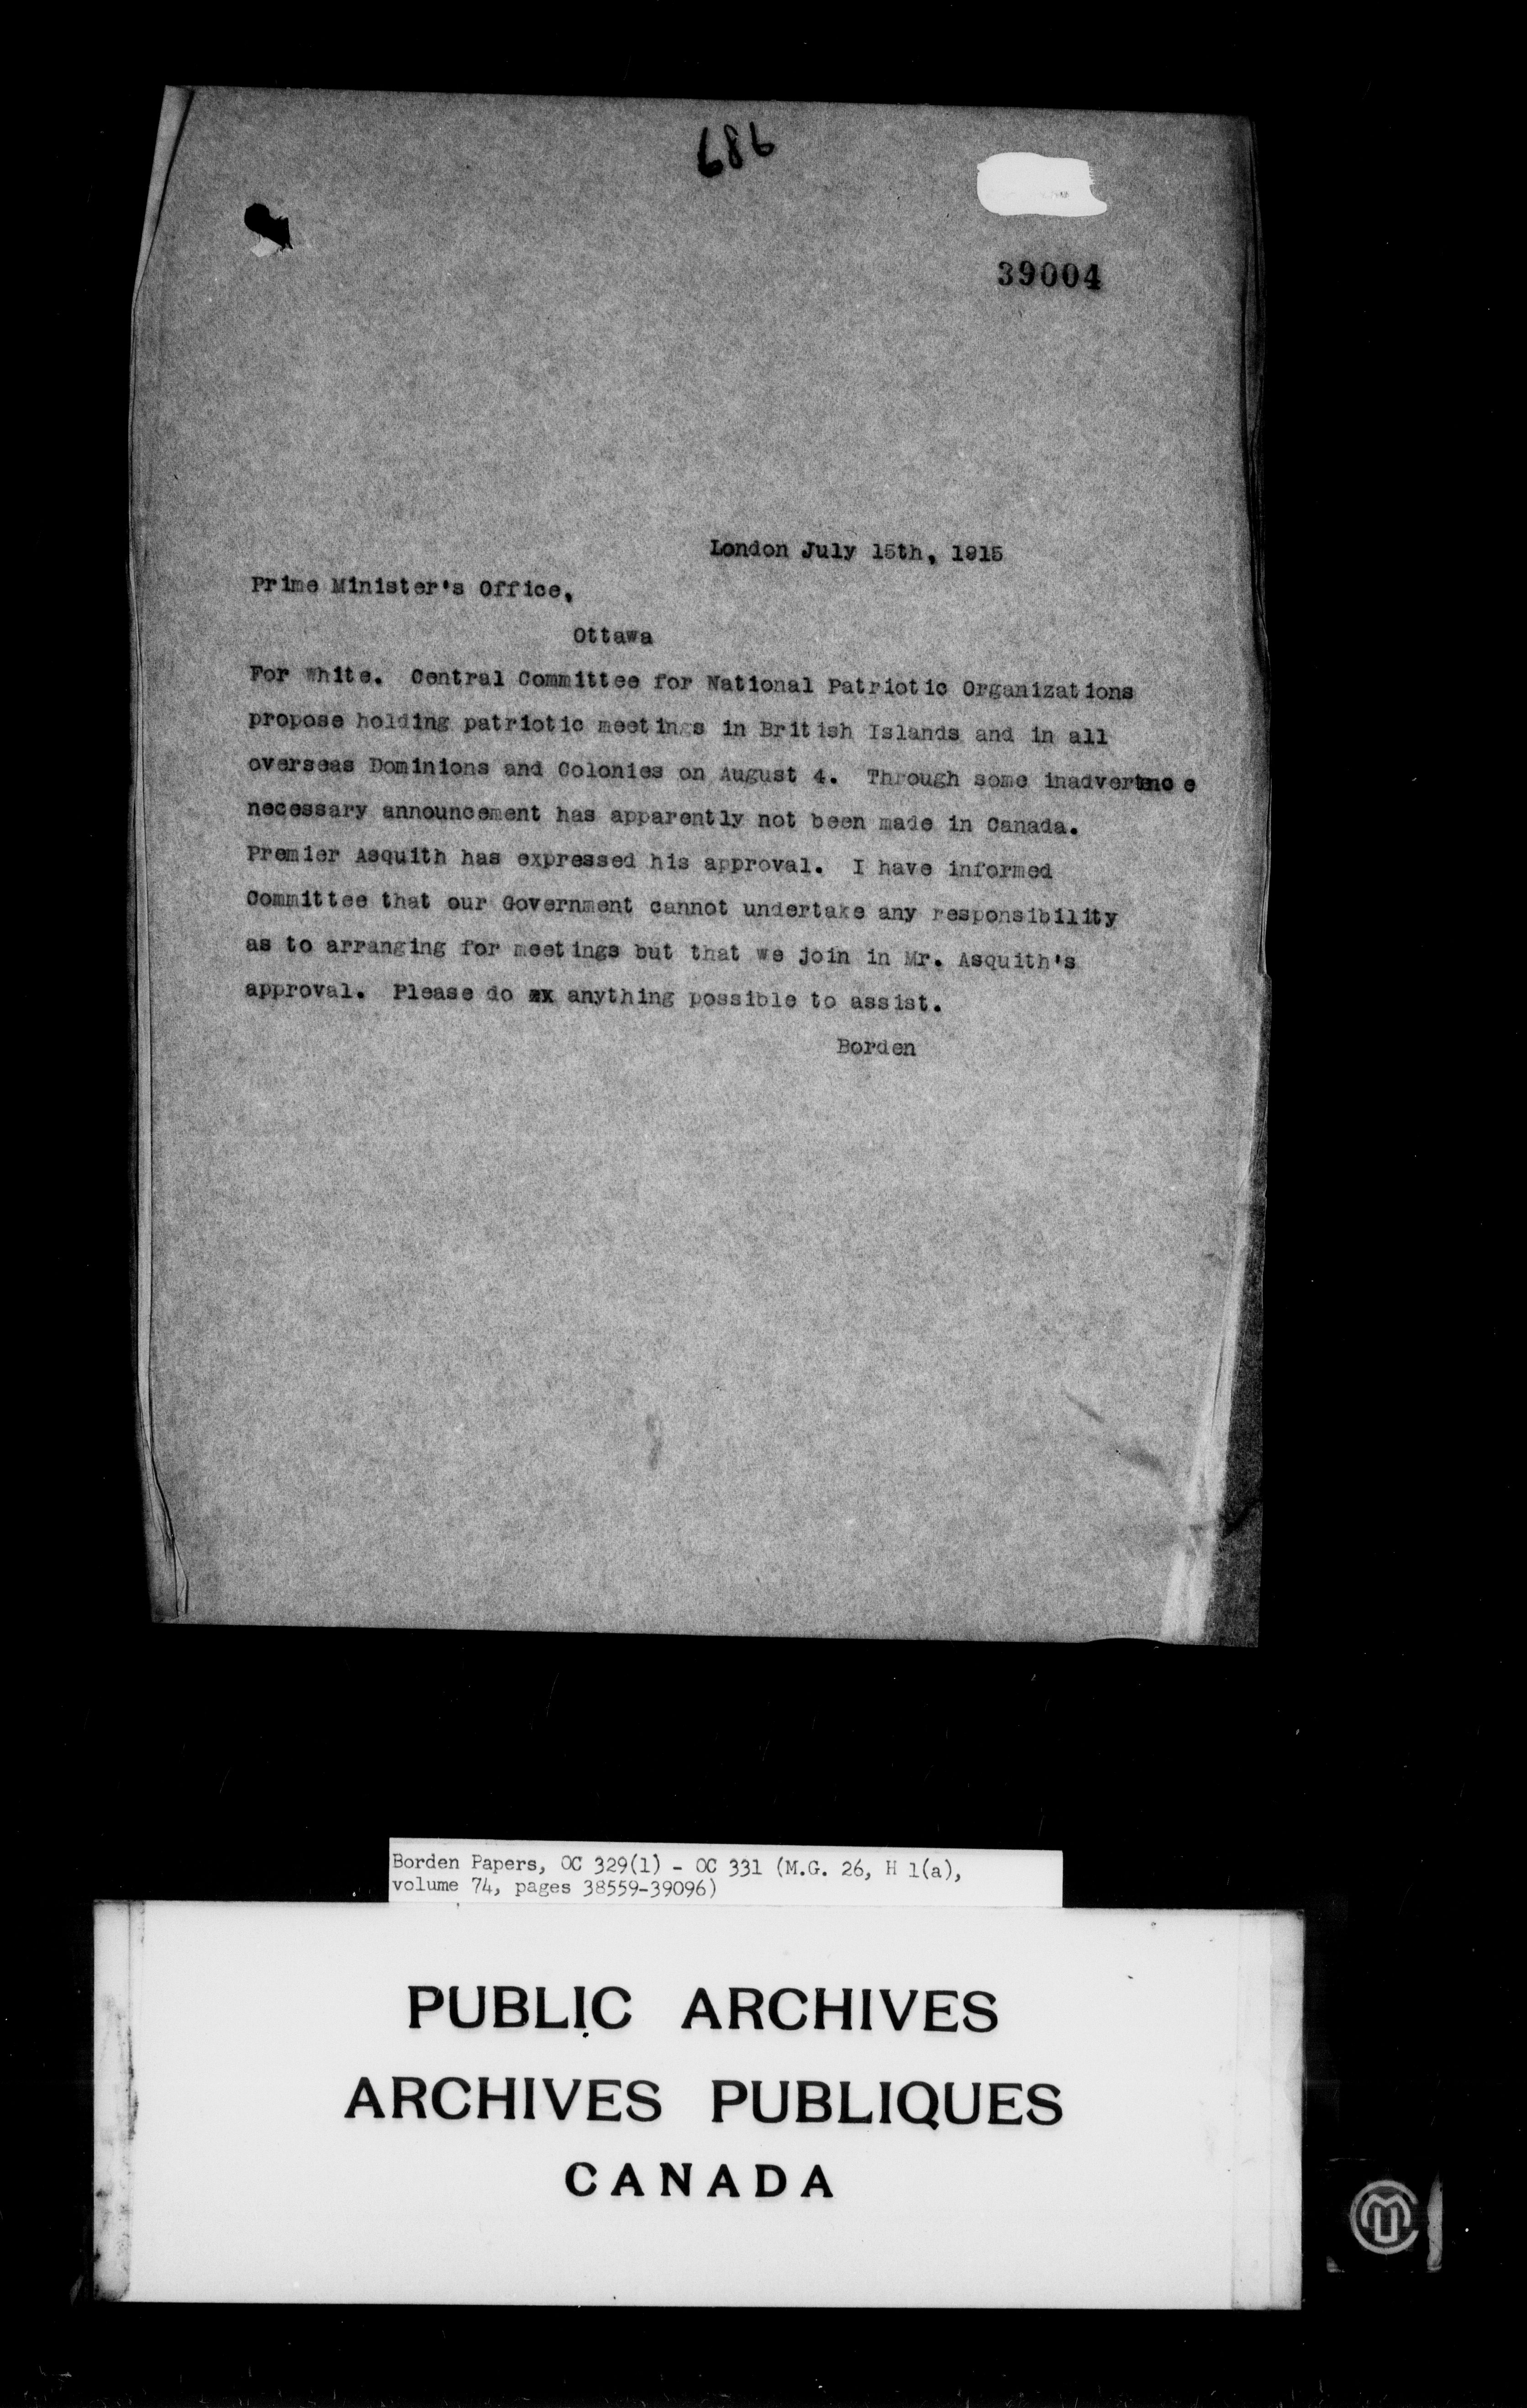 686
39004
London July 15th, 1915
Prime Minister's Office,
Ottawa
For White. Central Committee for National Patriotic Organizations
propose holding patriotic meetings in British Islands and in all
overseas Dominions and Colonies on August 4. Through some inadvertence
necessary announcement has apparently not been made in Canada.
Premier Asquith has expressed his approval. I have informed
Committee that our Government cannot undertake any responsibility
as to arranging for meetings but that we join in Mr. Asquith's
approval. Please do xx anything possible to assist.
Borden
Borden Papers, OC 329(1) - OC 331 (M.G. 26, H 1(a),
volume 74, pages 38559-39096)
PUBLIC ARCHIVES
ARCHIVES PUBLIQUES
CANADA